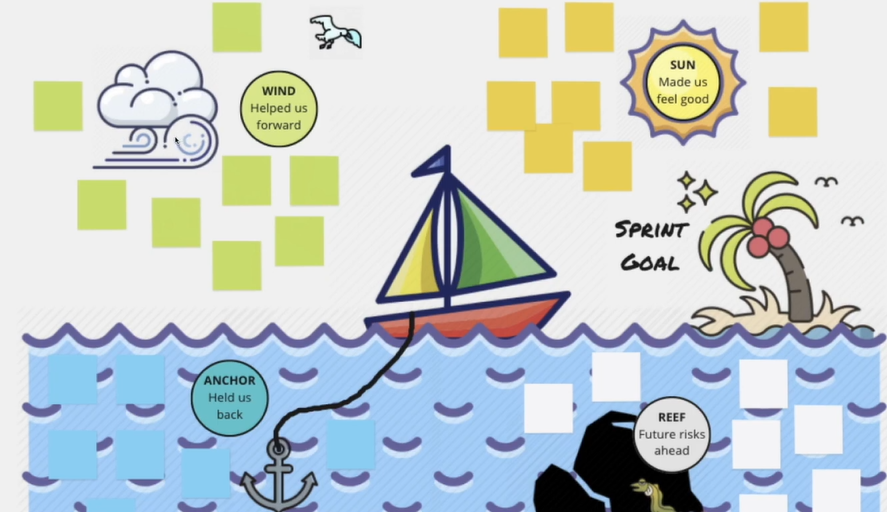 WIND
Helped us
forward
SUN
Made us
feel good
SPRINT
GOAL
ANCHOR
Held us
back
REEF
Future risks
ahead